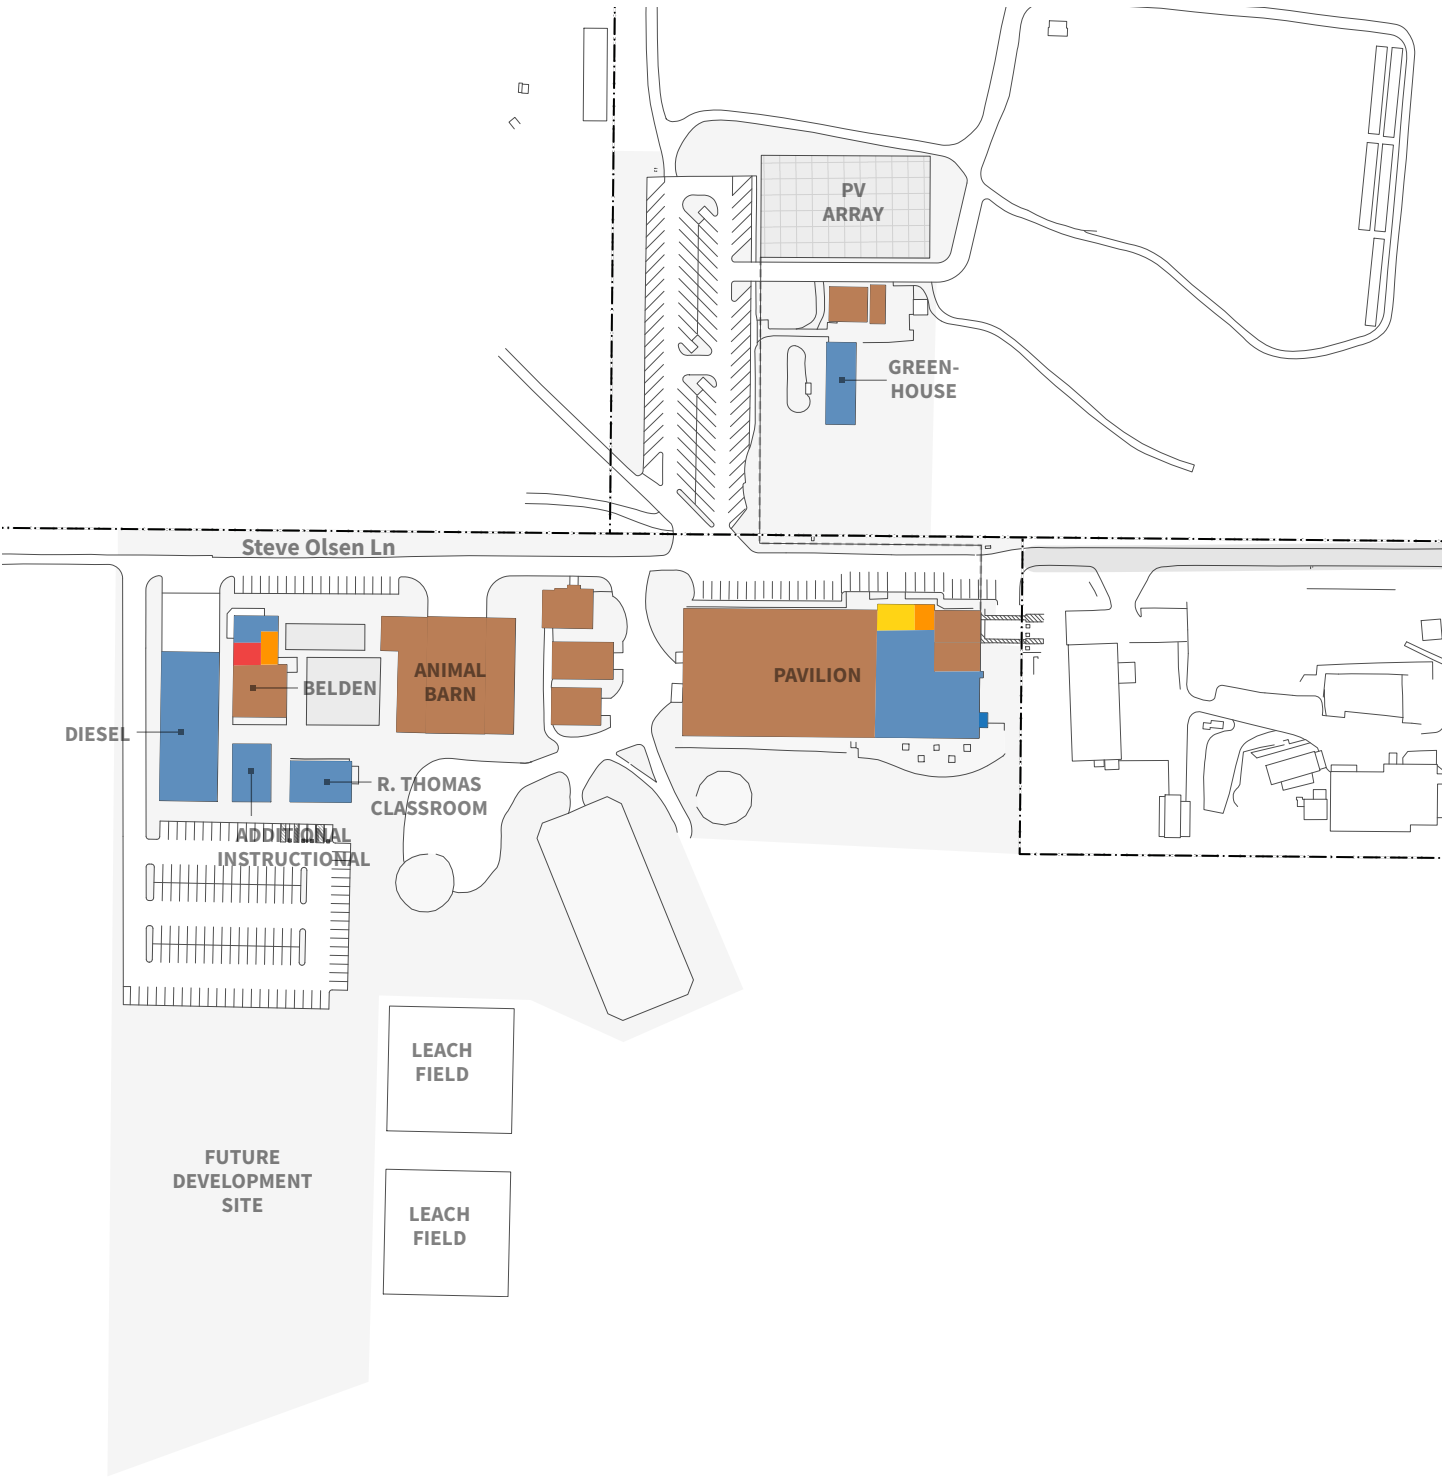 PV
ARRAY
GREEN-
HOUSE
Steve Olsen Ln
ANIMAL
BARN
PAVILION
BELDEN
DIESEL
R. THOMAS
CLASSROOM
ADDITIONAL
INSTRUCTIONAL
LEACH
FIELD
FUTURE
DEVELOPMENT
SITE
LEACH
FIELD